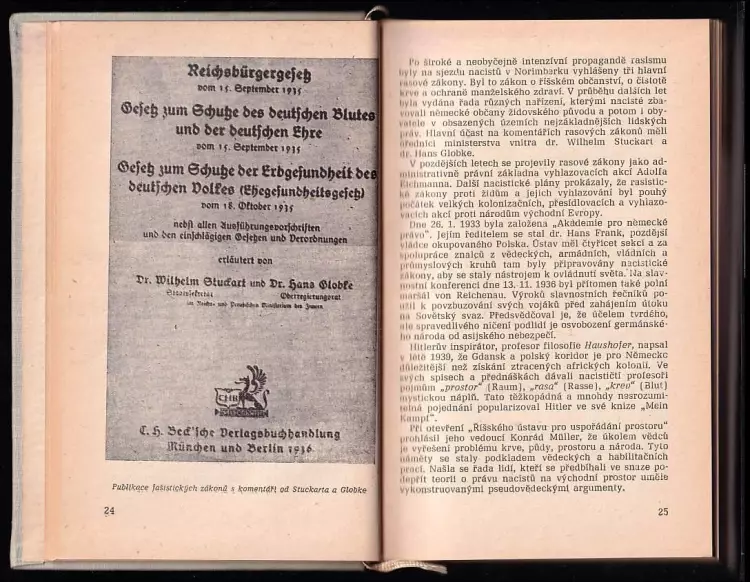 Reichsbürgergesetz
vom 15. September 1935
Gesetz zum Schutze des deutschen Blutes
und der deutschen Ehre
vom 15. September 1935
Gesetz zum Schutze der Erbgesundheit des
deutschen Volkes (Ehegesundheitsgesetz)
vom 18. Oktober 1935
nebst allen Ausführungsvorschriften
und den einschlägigen Gesetzen und Verordnungen
erläutert von
Dr. Wilhelm Stuckart und Dr. Hans Globke
Staatssekretär Oberregierungsrat
im Reichs- und Preußischen Ministerium des Innern
CHB
C. H. Beck'sche Verlagsbuchhandlung
München und Berlin 1936
Publikace fašistických zákonů s komentáři od Stuckarta a Globke
24
Po široké a neobyčejně intenzívní propagandě rasismu
byly na sjezdu nacistů v Norimberku vyhlášeny tři hlavní
rasové zákony. Byl to zákon o říšském občanství, o čistotě
krve a ochraně manželského zdraví. V průběhu dalších let
byla vydána řada různých nařízení, kterými nacisté zba-
vovali německé občany židovského původu a potom i oby-
vatele v obsazených územích nejzákladnějších lidských
práv. Hlavní účast na komentářích rasových zákonů měli
úředníci ministerstva vnitra dr. Wilhelm Stuckart a
dr. Hans Globke.
V pozdějších letech se projevily rasové zákony jako ad-
ministrativně právní základna vyhlazovacích akcí Adolfa
Eichmanna. Další nacistické plány prokázaly, že rasistic-
ké zákony proti židům a jejich vyhlazování byly pouhý
počátek velkých kolonizačních, přesídlovacích a vyhlazo-
vacích akcí proti národům východní Evropy.
Dne 26. 1. 1933 byla založena „Akadémie pro německé
právo“. Jejím ředitelem se stal dr. Hans Frank, pozdější
vládce okupovaného Polska. Ústav měl čtyřicet sekcí a za
spolupráce znalců z vědeckých, armádních, vládních a
průmyslových kruhů tam byly připravovány nacistické
zákony, aby se staly nástrojem k ovládnutí světa. Na slav-
nostní konferenci dne 13. 11. 1936 byl přítomen také polní
maršál von Reichenau. Výroků slavnostních řečníků po-
užil k povzbuzování svých vojáků před zahájením útoku
na Sovětský svaz. Předsvědčoval je, že účelem tvrdého,
ale spravedlivého ničení podlidí je osvobození germánské-
ho národa od asijského nebezpečí.
Hitlerův inspirátor, profesor filosofie Haushofer, napsal
v létě 1939, že Gdansk a polský koridor je pro Německo
důležitější než získání ztracených afrických kolonií. Ve
svých spisech a přednáškách dávali nacističtí profesoři
pojmům „prostor“ (Raum), „rasa“ (Rasse), „krev“ (Blut)
mystickou náplň. Tato těžkopádná a mnohdy nesrozumi-
telná pojednání popularizoval Hitler ve své knize „Mein
Kampf“.
Při otevření „Říšského ústavu pro uspořádání prostoru“
prohlásil jeho vedoucí Konrád Müller, že úkolem vědců
je vyřešení problému krve, půdy, prostoru a národa. Tyto
náměty se staly podkladem vědeckých a habilitačních
prací. Našla se řada lidí, kteří se předbíhali ve snaze po-
depřít teorii o právu nacistů na východní prostor uměle
vykonstruovanými pseudovědeckými argumenty.
25